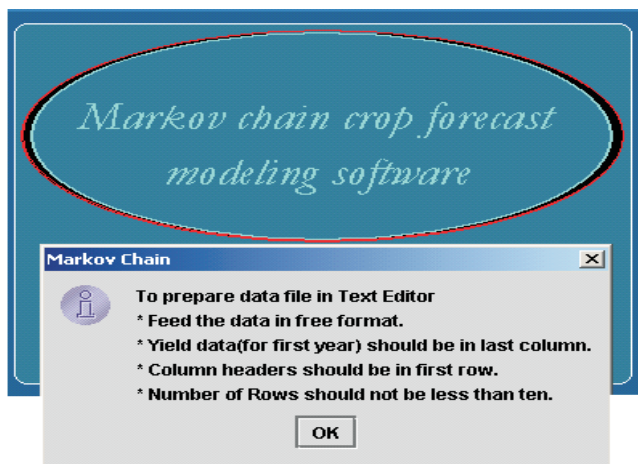 Markov chain crop forecast
modeling software
Markov Chain
To prepare data file in Text Editor
* Feed the data in free format.
* Yield data(for first year) should be in last column.
* Column headers should be in first row.
* Number of Rows should not be less than ten.
OK